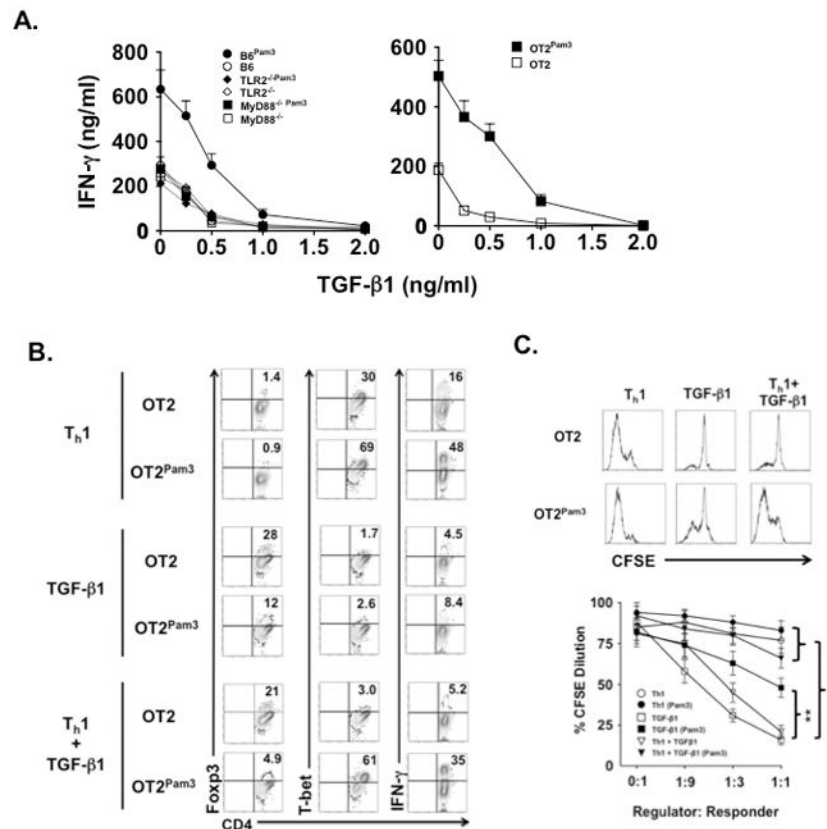 A.
B6Pam3
B6
TLR2-/-Pam3
TLR2-/-
MyD88-/- Pam3
MyD88-/-
OT2Pam3
OT2
800
600
400
200
0
600
400
200
0
IFN-γ (ng/ml)
0 0.5 1.0 1.5 2.0
0 0.5 1.0 1.5 2.0
TGF-β1 (ng/ml)
B.
Th1
OT2
1.4 30 16
OT2Pam3
0.9 69 48
TGF-β1
OT2
28 1.7 4.5
OT2Pam3
12 2.6 8.4
Th1
+
TGF-β1
OT2
21 3.0 5.2
OT2Pam3
4.9 61 35
Foxp3
T-bet
IFN-γ
CD4
C.
Th1 TGF-β1 Th1+
TGF-β1
OT2
OT2Pam3
CFSE
% CFSE Dilution
100
75
50
25
0
Th1
Th1 (Pam3)
TGF-β1
TGF-β1 (Pam3)
Th1 + TGFβ1
Th1 + TGF-β1 (Pam3)
*
**
0:1 1:9 1:3 1:1
Regulator: Responder